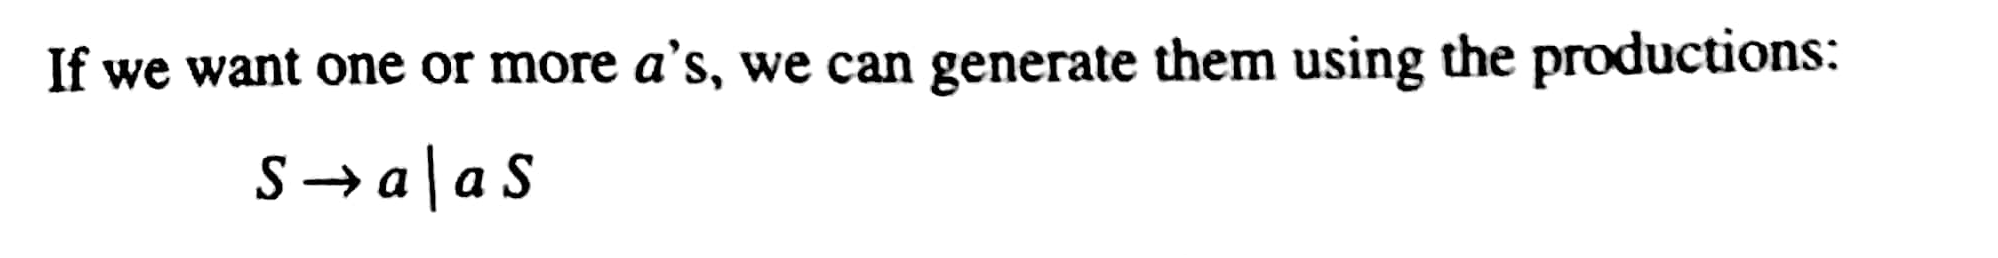 If we want one or more a's, we can generate them using the productions:
S → a | a S